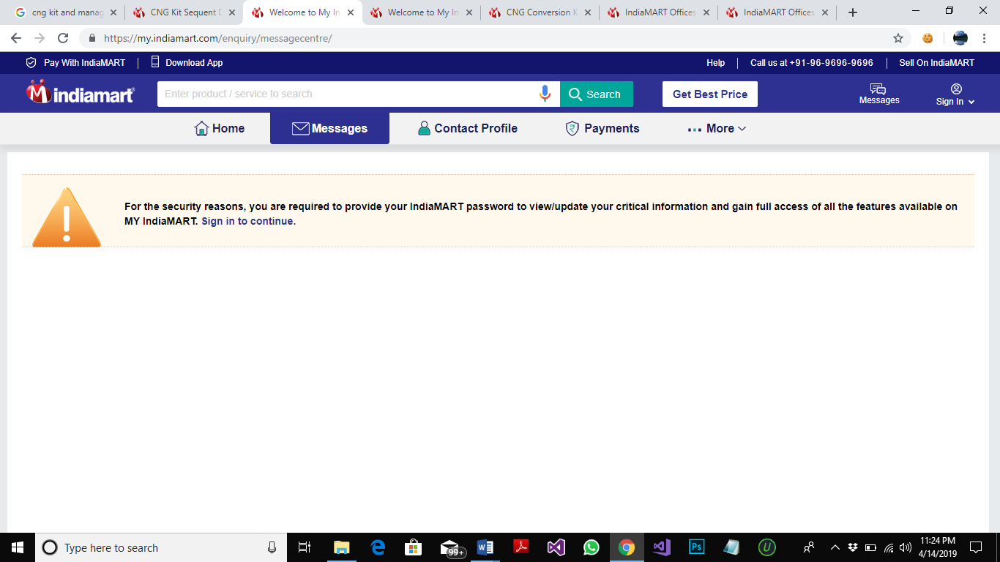 cng kit and manag
CNG Kit Sequent D
Welcome to My In
Welcome to My In
CNG Conversion K
IndiaMART Offices
IndiaMART Offices
https://my.indiamart.com/enquiry/messagecentre/
Pay With IndiaMART
Download App
Help
Call us at +91-96-9696-9696
Sell On IndiaMART
indiamart
Enter product / service to search
Search
Get Best Price
Messages
Sign In
Home
Messages
Contact Profile
Payments
More
For the security reasons, you are required to provide your IndiaMART password to view/update your critical information and gain full access of all the features available on
MY IndiaMART. Sign in to continue.
Type here to search
99+
Ps
11:24 PM
4/14/2019